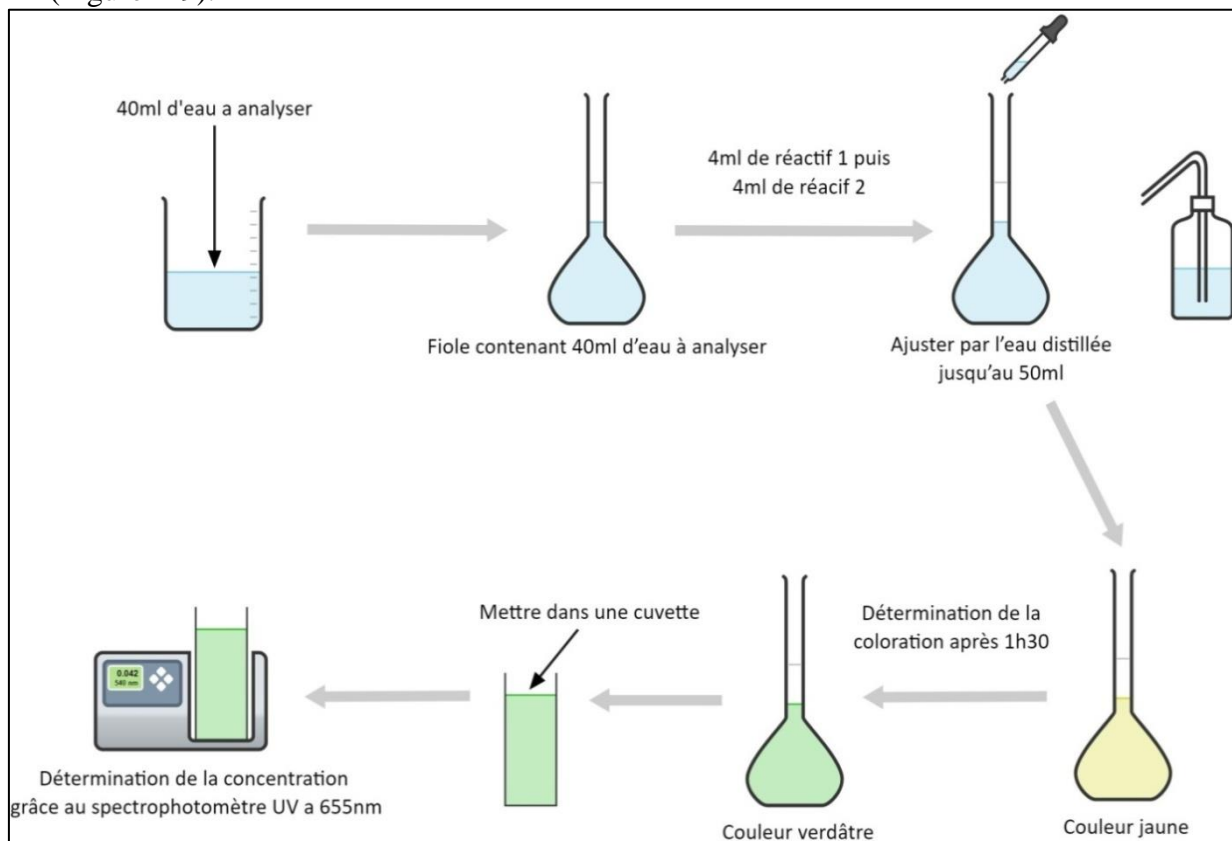 40ml d'eau a analyser
4ml de réactif 1 puis
4ml de réacif 2
Fiole contenant 40ml d’eau à analyser
Ajuster par l’eau distillée
jusqu’au 50ml
Mettre dans une cuvette
Détermination de la
coloration après 1h30
0.042
540 nm
Détermination de la concentration
grâce au spectrophotomètre UV a 655nm
Couleur verdâtre
Couleur jaune